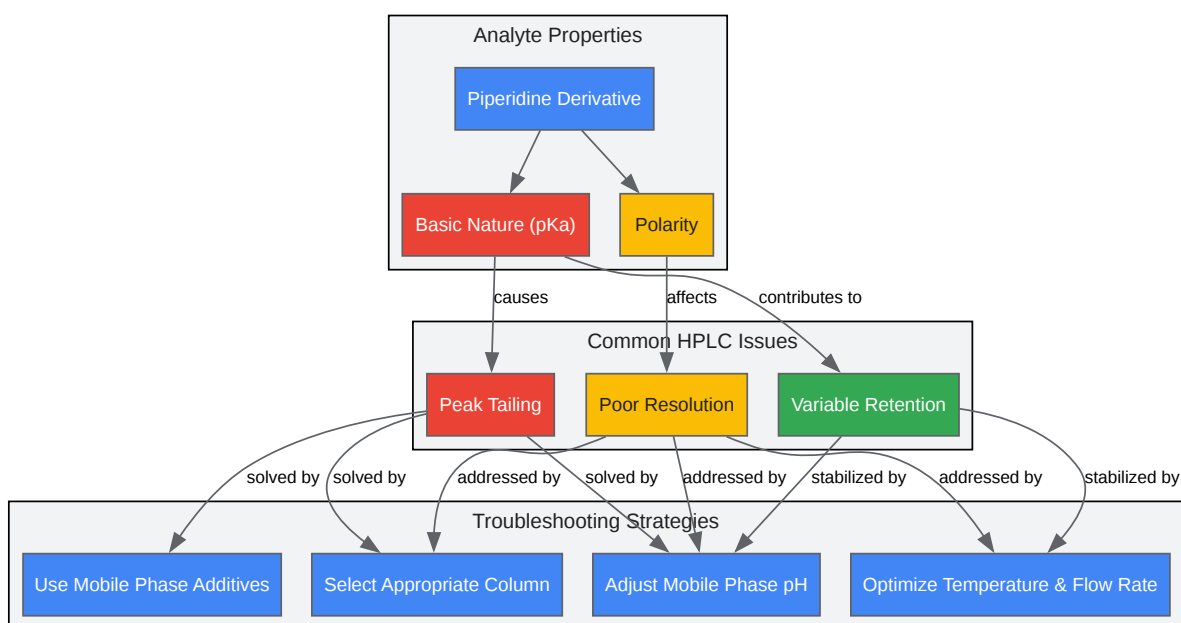 Analyte Properties
Piperidine Derivative
Basic Nature (pKa)
Polarity
causes
affects
contributes to
Common HPLC Issues
Peak Tailing
Poor Resolution
Variable Retention
solved by
solved by
addressed by
solved by
addressed by
stabilized by
addressed by
stabilized by
Troubleshooting Strategies
Use Mobile Phase Additives
Select Appropriate Column
Adjust Mobile Phase pH
Optimize Temperature & Flow Rate